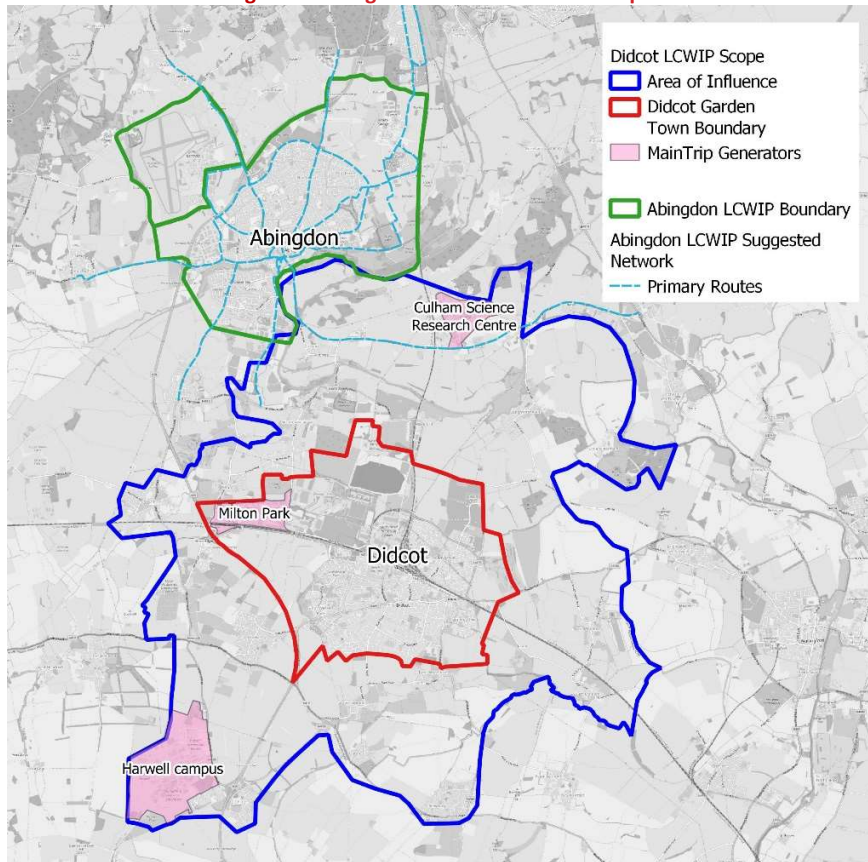 Didcot LCWIP Scope
Area of Influence
Didcot Garden
Town Boundary
MainTrip Generators
Abingdon LCWIP Boundary
Abingdon LCWIP Suggested
Network
Primary Routes
Abingdon
Culham Science
Research Centre
Milton Park
Didcot
Harwell campus